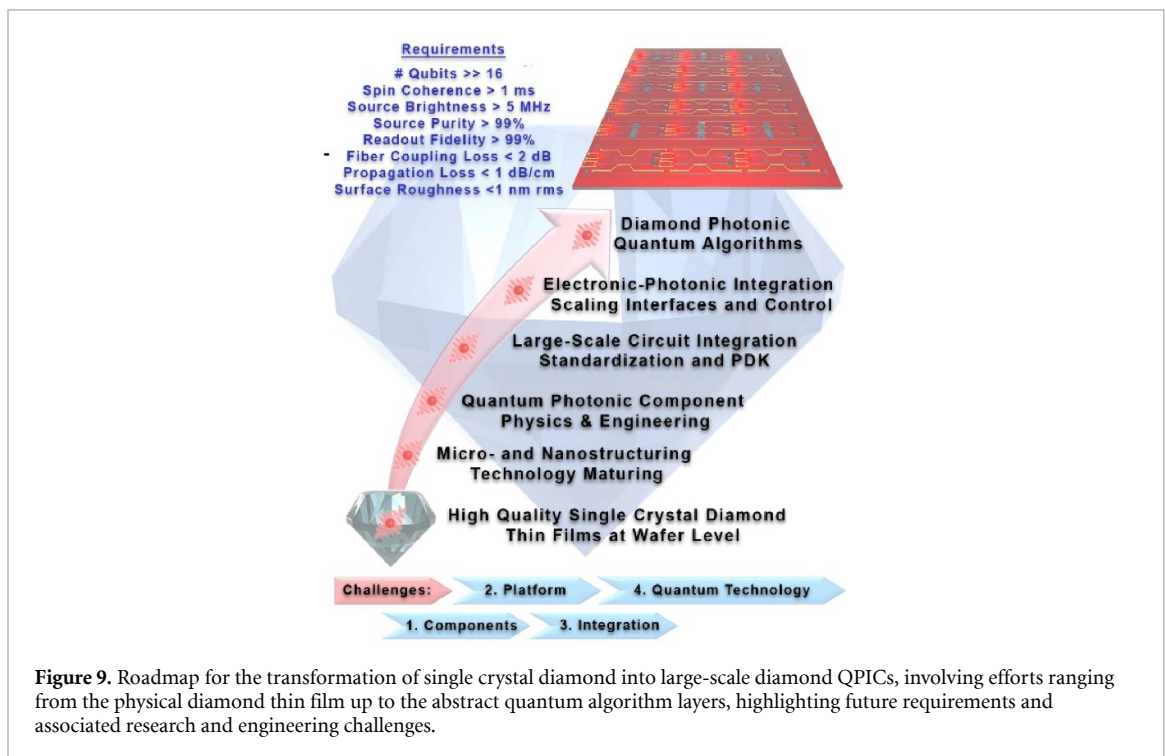 Requirements
# Qubits >> 16
Spin Coherence > 1 ms
Source Brightness > 5 MHz
Source Purity > 99%
Readout Fidelity > 99%
- Fiber Coupling Loss < 2 dB
Propagation Loss < 1 dB/cm
Surface Roughness <1 nm rms
Diamond Photonic
Quantum Algorithms
Electronic-Photonic Integration
Scaling Interfaces and Control
Large-Scale Circuit Integration
Standardization and PDK
Quantum Photonic Component
Physics & Engineering
Micro- and Nanostructuring
Technology Maturing
High Quality Single Crystal Diamond
Thin Films at Wafer Level
Challenges: 2. Platform 4. Quantum Technology
1. Components 3. Integration
Figure 9. Roadmap for the transformation of single crystal diamond into large-scale diamond QPICs, involving efforts ranging
from the physical diamond thin film up to the abstract quantum algorithm layers, highlighting future requirements and
associated research and engineering challenges.